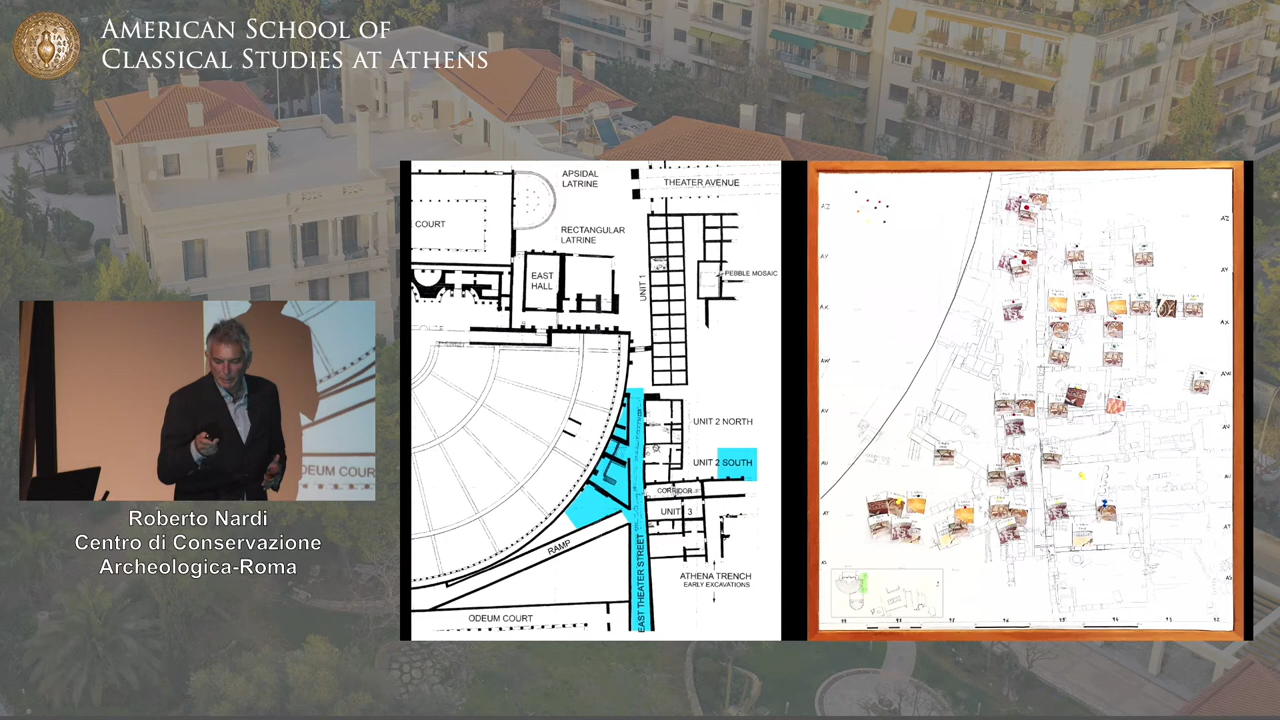 AMERICAN SCHOOL OF
CLASSICAL STUDIES AT ATHENS
APSIDAL
LATRINE
THEATER AVENUE
COURT
RECTANGULAR
LATRINE
EAST
HALL
UNIT 1
PEBBLE MOSAIC
UNIT 2 NORTH
UNIT 2 SOUTH
CORRIDOR
UNIT 3
RAMP
EAST THEATER STREET
ATHENA TRENCH
EARLY EXCAVATIONS
ODEUM COURT
ODEUM COUR
Roberto Nardi
Centro di Conservazione
Archeologica-Roma